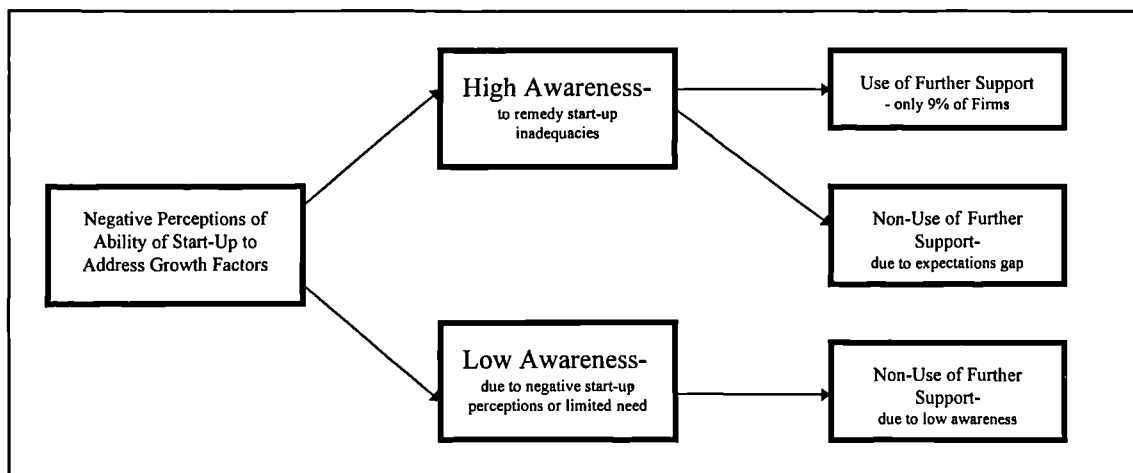 Negative Perceptions of
Ability of Start-Up to
Address Growth Factors
High Awareness-
to remedy start-up
inadequacies
Low Awareness-
due to negative start-up
perceptions or limited need
Use of Further Support
- only 9% of Firms
Non-Use of Further
Support-
due to expectations gap
Non-Use of Further
Support-
due to low awareness